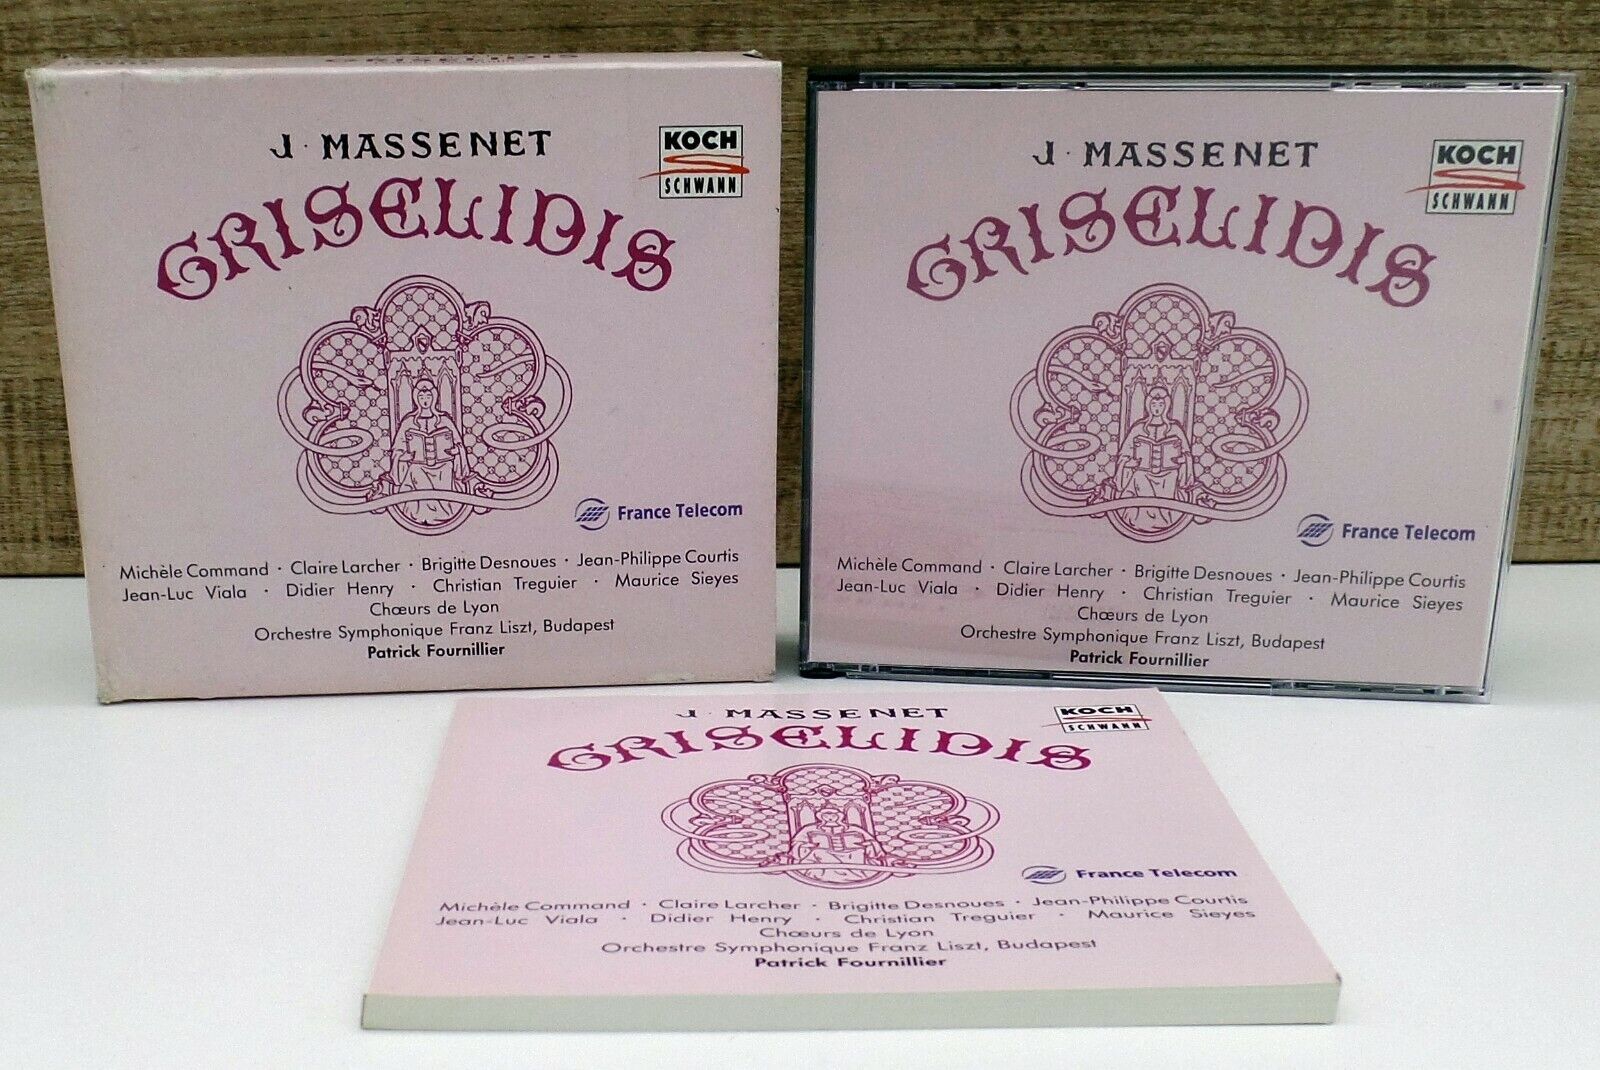 GRISELIDIS
J · MASSENET
KOCH
SCHWANN
GRISELIDIS
France Telecom
Michèle Command · Claire Larcher · Brigitte Desnoues · Jean-Philippe Courtis
Jean-Luc Viala · Didier Henry · Christian Treguier · Maurice Sieyes
Chœurs de Lyon
Orchestre Symphonique Franz Liszt, Budapest
Patrick Fournillier
J · MASSENET
KOCH
SCHWANN
GRISELIDIS
France Telecom
Michèle Command · Claire Larcher · Brigitte Desnoues · Jean-Philippe Courtis
Jean-Luc Viala · Didier Henry · Christian Treguier · Maurice Sieyes
Chœurs de Lyon
Orchestre Symphonique Franz Liszt, Budapest
Patrick Fournillier
J · MASSENET
KOCH
SCHWANN
GRISELIDIS
France Telecom
Michèle Command · Claire Larcher · Brigitte Desnoues · Jean-Philippe Courtis
Jean-Luc Viala · Didier Henry · Christian Treguier · Maurice Sieyes
Chœurs de Lyon
Orchestre Symphonique Franz Liszt, Budapest
Patrick Fournillier